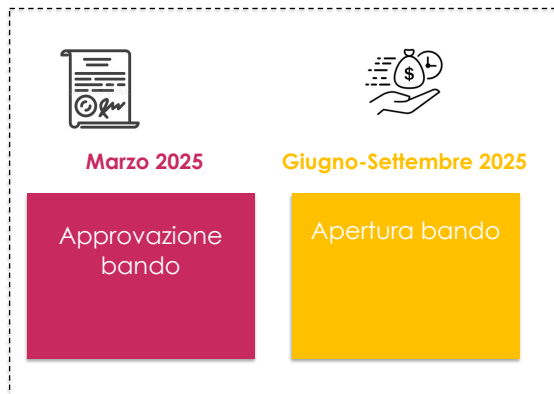 Marzo 2025
Approvazione
bando
$
Giugno-Settembre 2025
Apertura bando